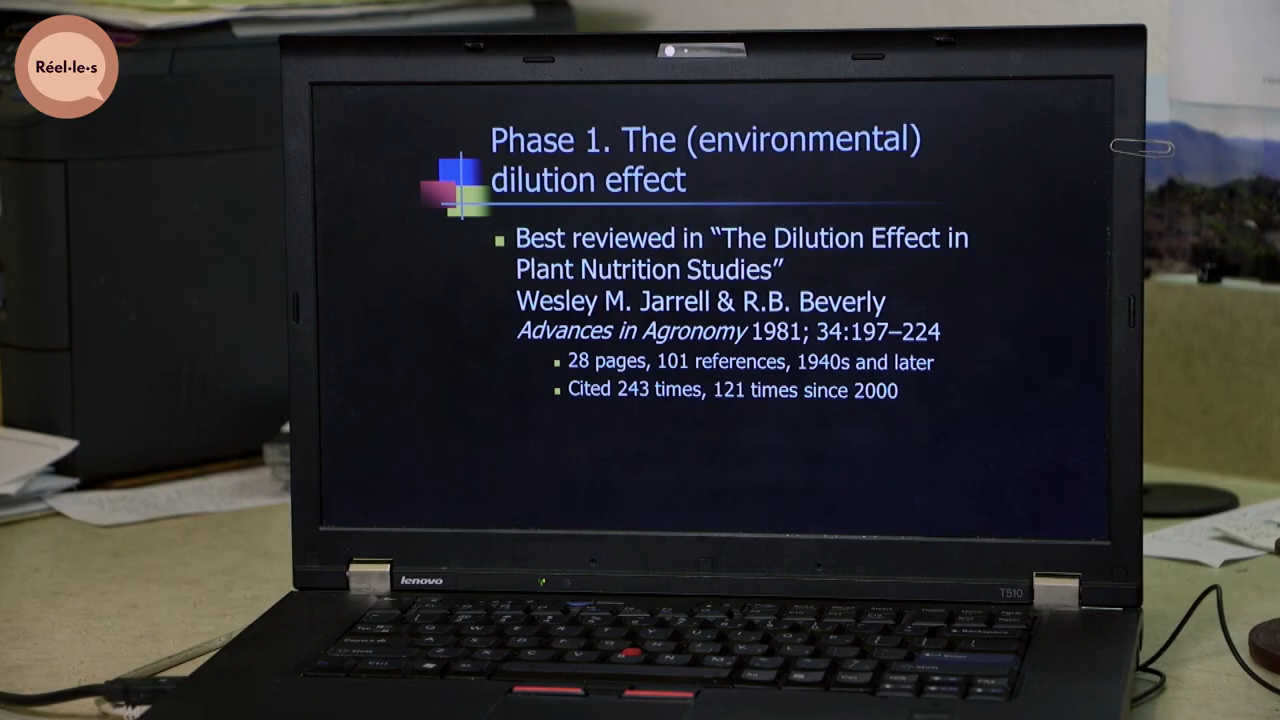 Réel·le·s
Phase 1. The (environmental)
dilution effect
Best reviewed in “The Dilution Effect in
Plant Nutrition Studies”
Wesley M. Jarrell & R.B. Beverly
Advances in Agronomy 1981; 34:197–224
28 pages, 101 references, 1940s and later
Cited 243 times, 121 times since 2000
lenovo
T510